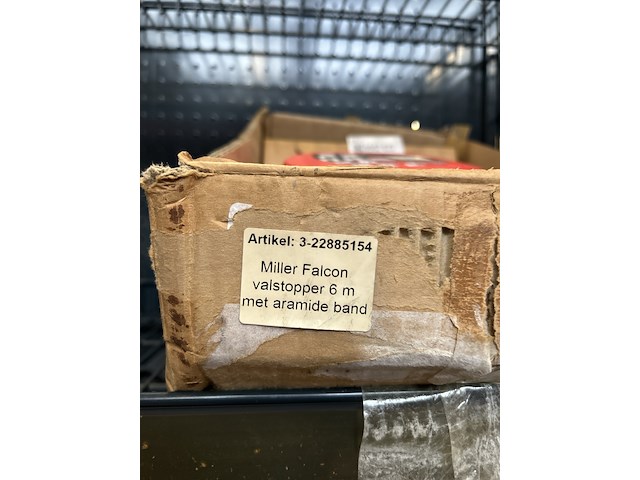 Artikel: 3-22885154
Miller Falcon
valstopper 6 m
met aramide band